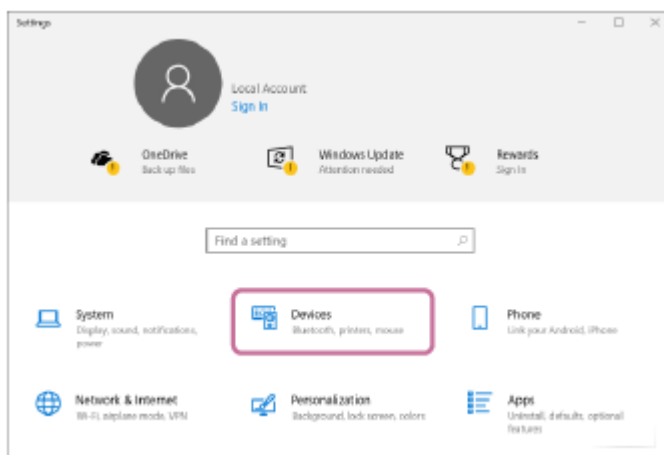 Settings
Local Account
Sign In
OneDrive
Back up files
Windows Update
Attention needed
Rewards
Sign In
Find a setting
System
Display, sound, notifications,
power
Devices
Bluetooth, printers, mouse
Phone
Link your Android, iPhone
Network & Internet
Wi-Fi, airplane mode, VPN
Personalization
Background, lock screen, colors
Apps
Uninstall, defaults, optional
features